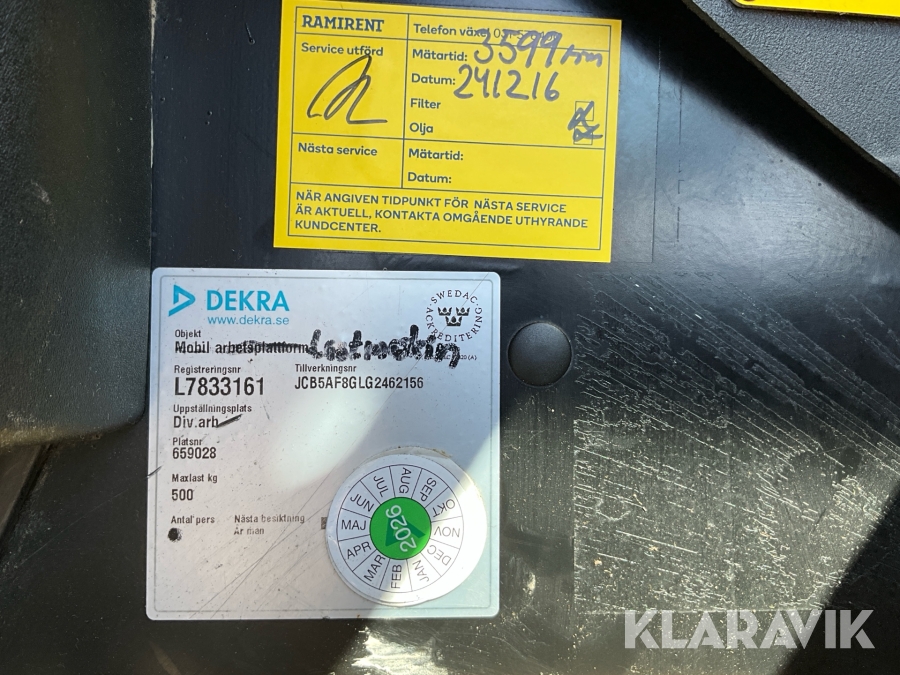 RAMIRENT
Telefon växel
Service utförd
Mätartid: 3599 tim
Datum: 241216
Filter
Olja
Nästa service
Mätartid:
Datum:
NÄR ANGIVEN TIDPUNKT FÖR NÄSTA SERVICE
ÄR AKTUELL, KONTAKTA OMGÅENDE UTHYRANDE
KUNDCENTER.
DEKRA
www.dekra.se
SWEDAC
ACKREDITERING
Objekt
Mobil arbetsplattform Lastmaskin
Registreringsnr
L7833161
Tillverkningsnr
JCB5AF8GLG2462156
Uppställningsplats
Div.arb
Platsnr
659028
Maxlast kg
500
Antal pers
Nästa besiktning
År mån
JAN
FEB
MAR
APR
MAJ
JUN
JUL
AUG
SEP
OKT
NOV
DEC
2026
KLARAVIK